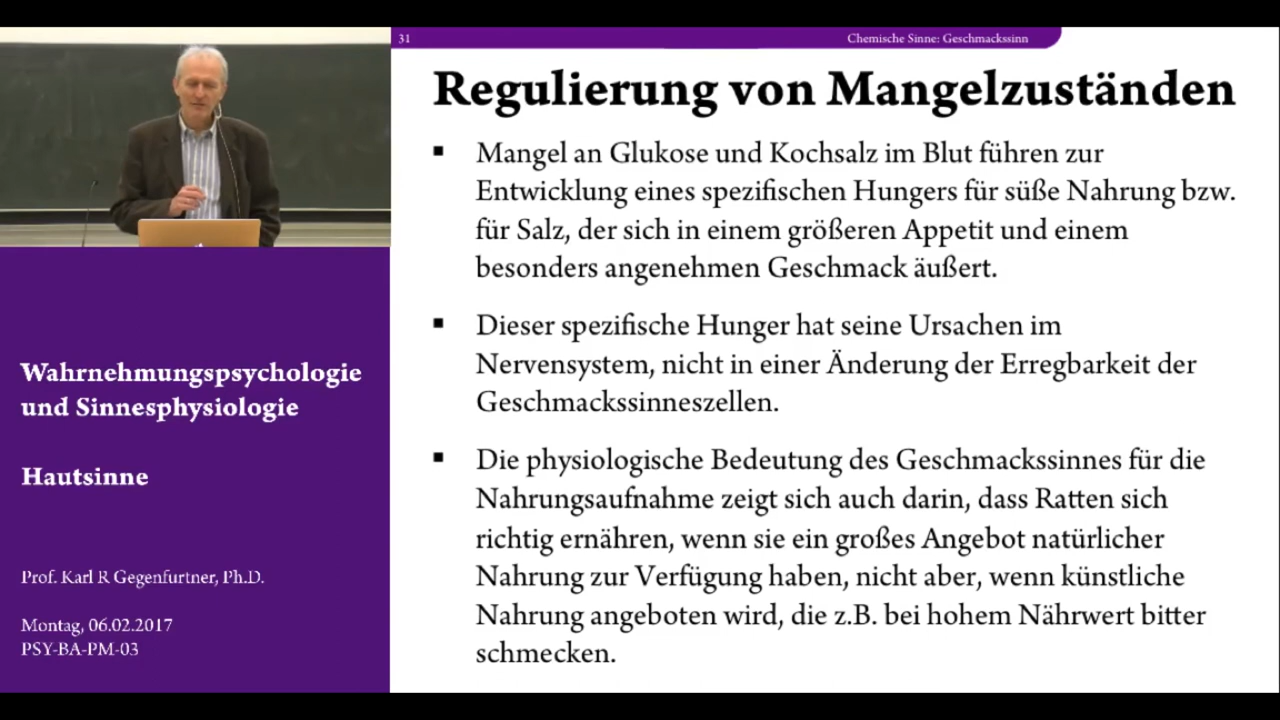 31
Chemische Sinne: Geschmackssinn
Regulierung von Mangelzuständen
▪ Mangel an Glukose und Kochsalz im Blut führen zur
Entwicklung eines spezifischen Hungers für süße Nahrung bzw.
für Salz, der sich in einem größeren Appetit und einem
besonders angenehmen Geschmack äußert.
▪ Dieser spezifische Hunger hat seine Ursachen im
Nervensystem, nicht in einer Änderung der Erregbarkeit der
Geschmackssinneszellen.
▪ Die physiologische Bedeutung des Geschmackssinnes für die
Nahrungsaufnahme zeigt sich auch darin, dass Ratten sich
richtig ernähren, wenn sie ein großes Angebot natürlicher
Nahrung zur Verfügung haben, nicht aber, wenn künstliche
Nahrung angeboten wird, die z.B. bei hohem Nährwert bitter
schmecken.
Wahrnehmungspsychologie
und Sinnesphysiologie
Hautsinne
Prof. Karl R Gegenfurtner, Ph.D.
Montag, 06.02.2017
PSY-BA-PM-03